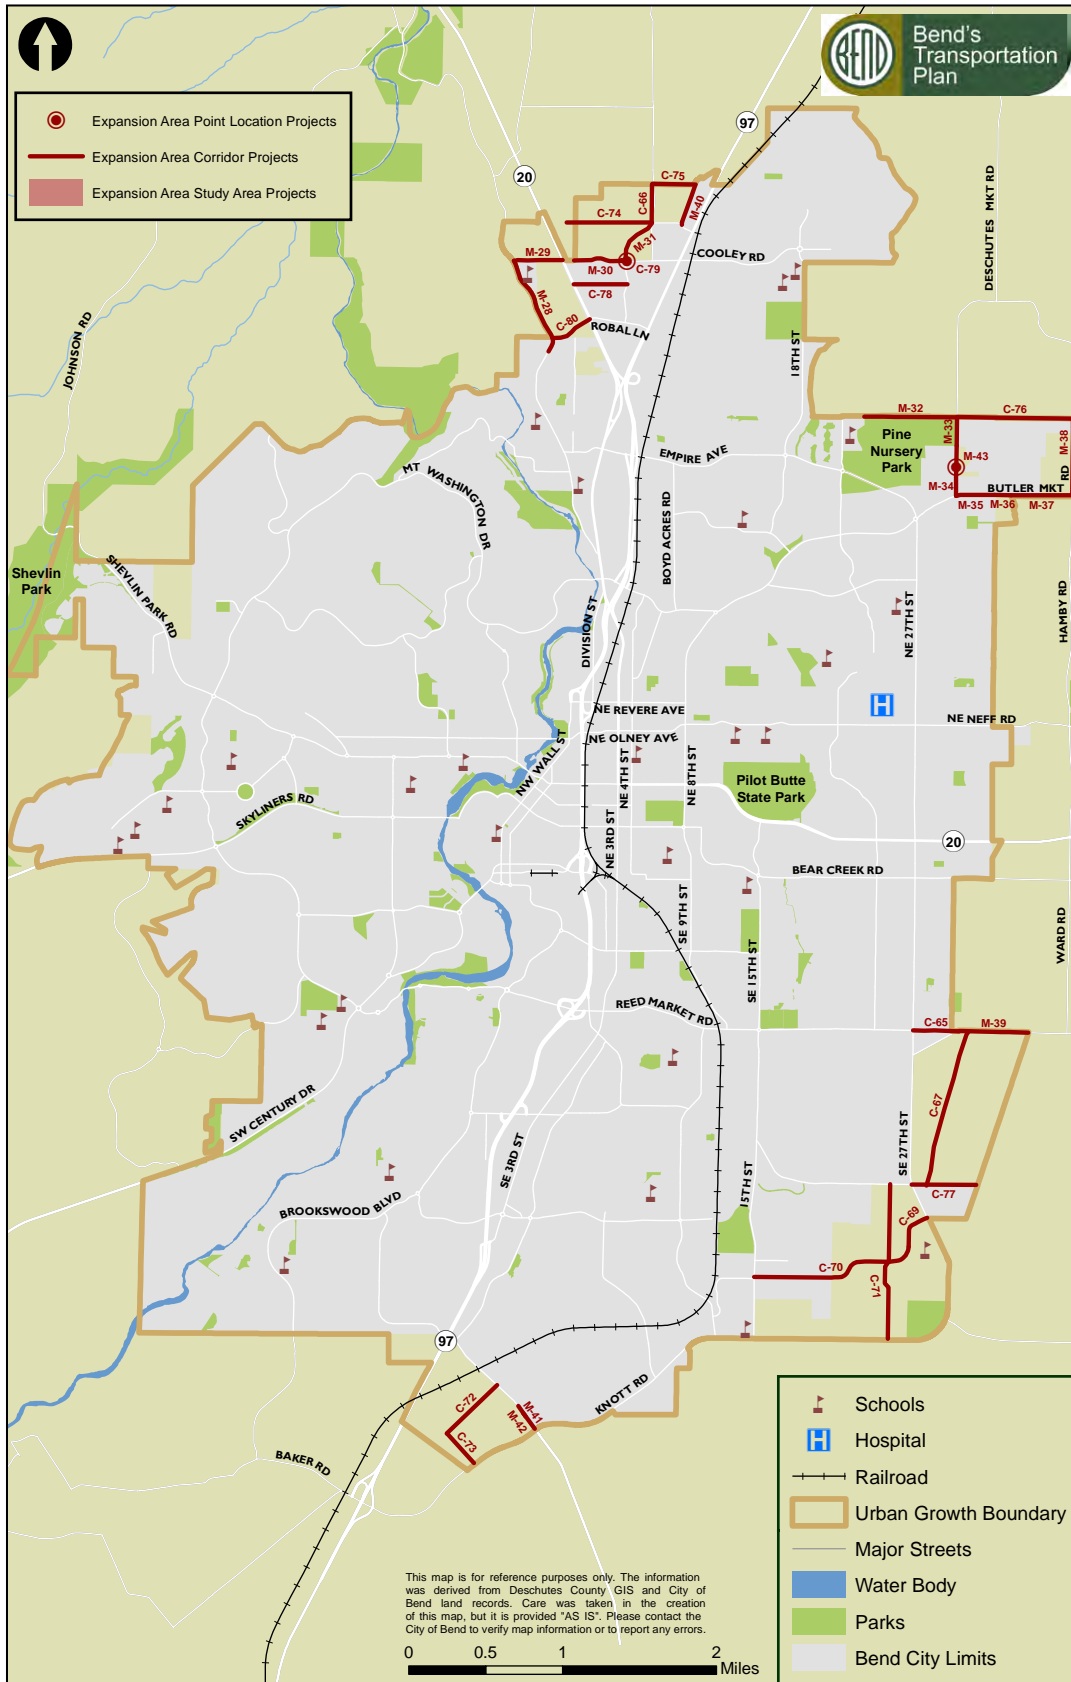 BEND
Bend's
Transportation
Plan
Expansion Area Point Location Projects
Expansion Area Corridor Projects
Expansion Area Study Area Projects
97
20
C-75
C-66
C-74
M-40
M-31
M-29
M-30
C-79
COOLEY RD
C-78
M-28
C-80
ROBAL LN
DESCHUTES MKT RD
JOHNSON RD
18TH ST
M-32
C-76
M-33
M-38
Pine
Nursery
Park
M-43
M-34
BUTLER MKT RD
M-35
M-36
M-37
EMPIRE AVE
MT WASHINGTON DR
BOYD ACRES RD
Shevlin
Park
SHEVLIN PARK RD
DIVISION ST
NE 27TH ST
HAMBY RD
NE REVERE AVE
NE NEFF RD
H
NE OLNEY AVE
NW WALL ST
NE 4TH ST
NE 8TH ST
Pilot Butte
State Park
SKYLINERS RD
NE 3RD ST
20
BEAR CREEK RD
SE 9TH ST
SE 15TH ST
WARD RD
REED MARKET RD
C-65
M-39
C-67
SW CENTURY DR
SE 3RD ST
15TH ST
SE 27TH ST
C-77
BROOKSWOOD BLVD
C-69
C-70
C-71
97
C-72
M-41
M-42
C-73
KNOTT RD
BAKER RD
Schools
H
Hospital
Railroad
Urban Growth Boundary
Major Streets
Water Body
Parks
Bend City Limits
This map is for reference purposes only. The information
was derived from Deschutes County GIS and City of
Bend land records. Care was taken in the creation
of this map, but it is provided "AS IS". Please contact the
City of Bend to verify map information or to report any errors.
0 0.5 1 2
Miles